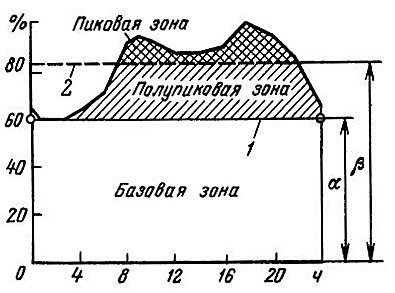 %
Пиковая зона
80
2
Полупиковая зона
60
1
α
β
40
Базовая зона
20
0 4 8 12 16 20 ч